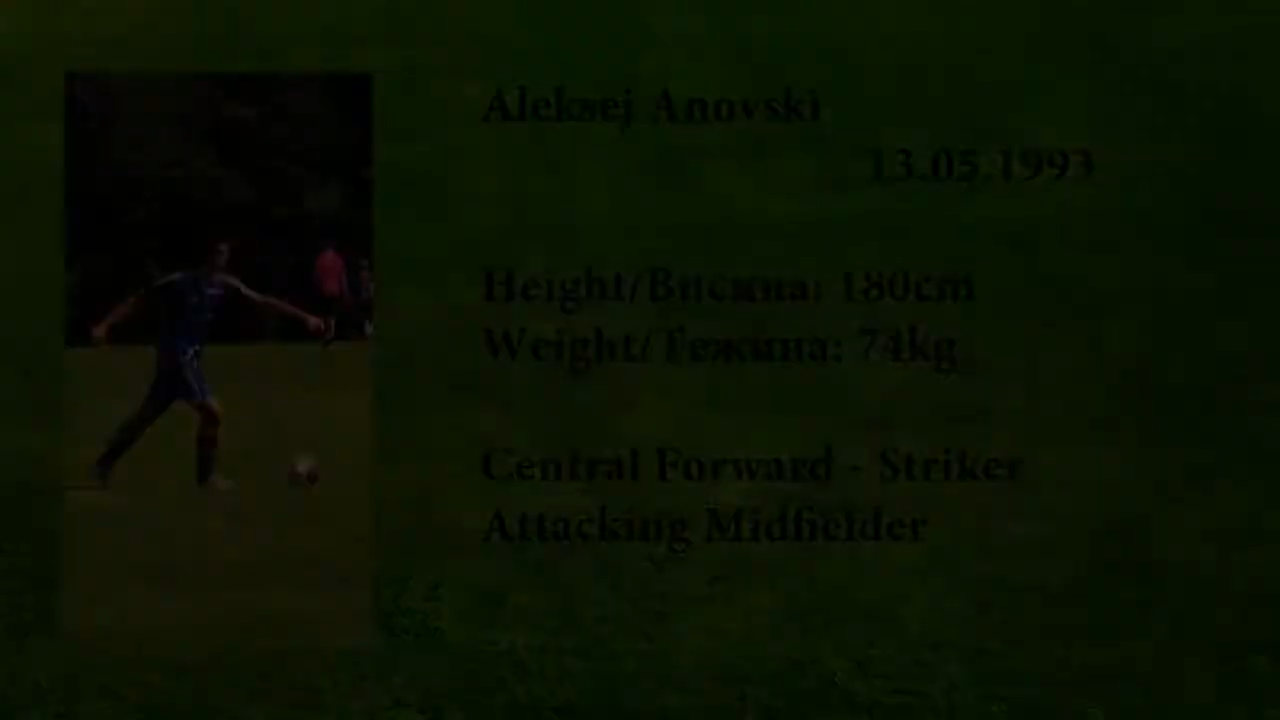 Aleksej Anovski
13.05.1993
Height/Висина: 180cm
Weight/Тежина: 74kg
Central Forward - Striker
Attacking Midfielder